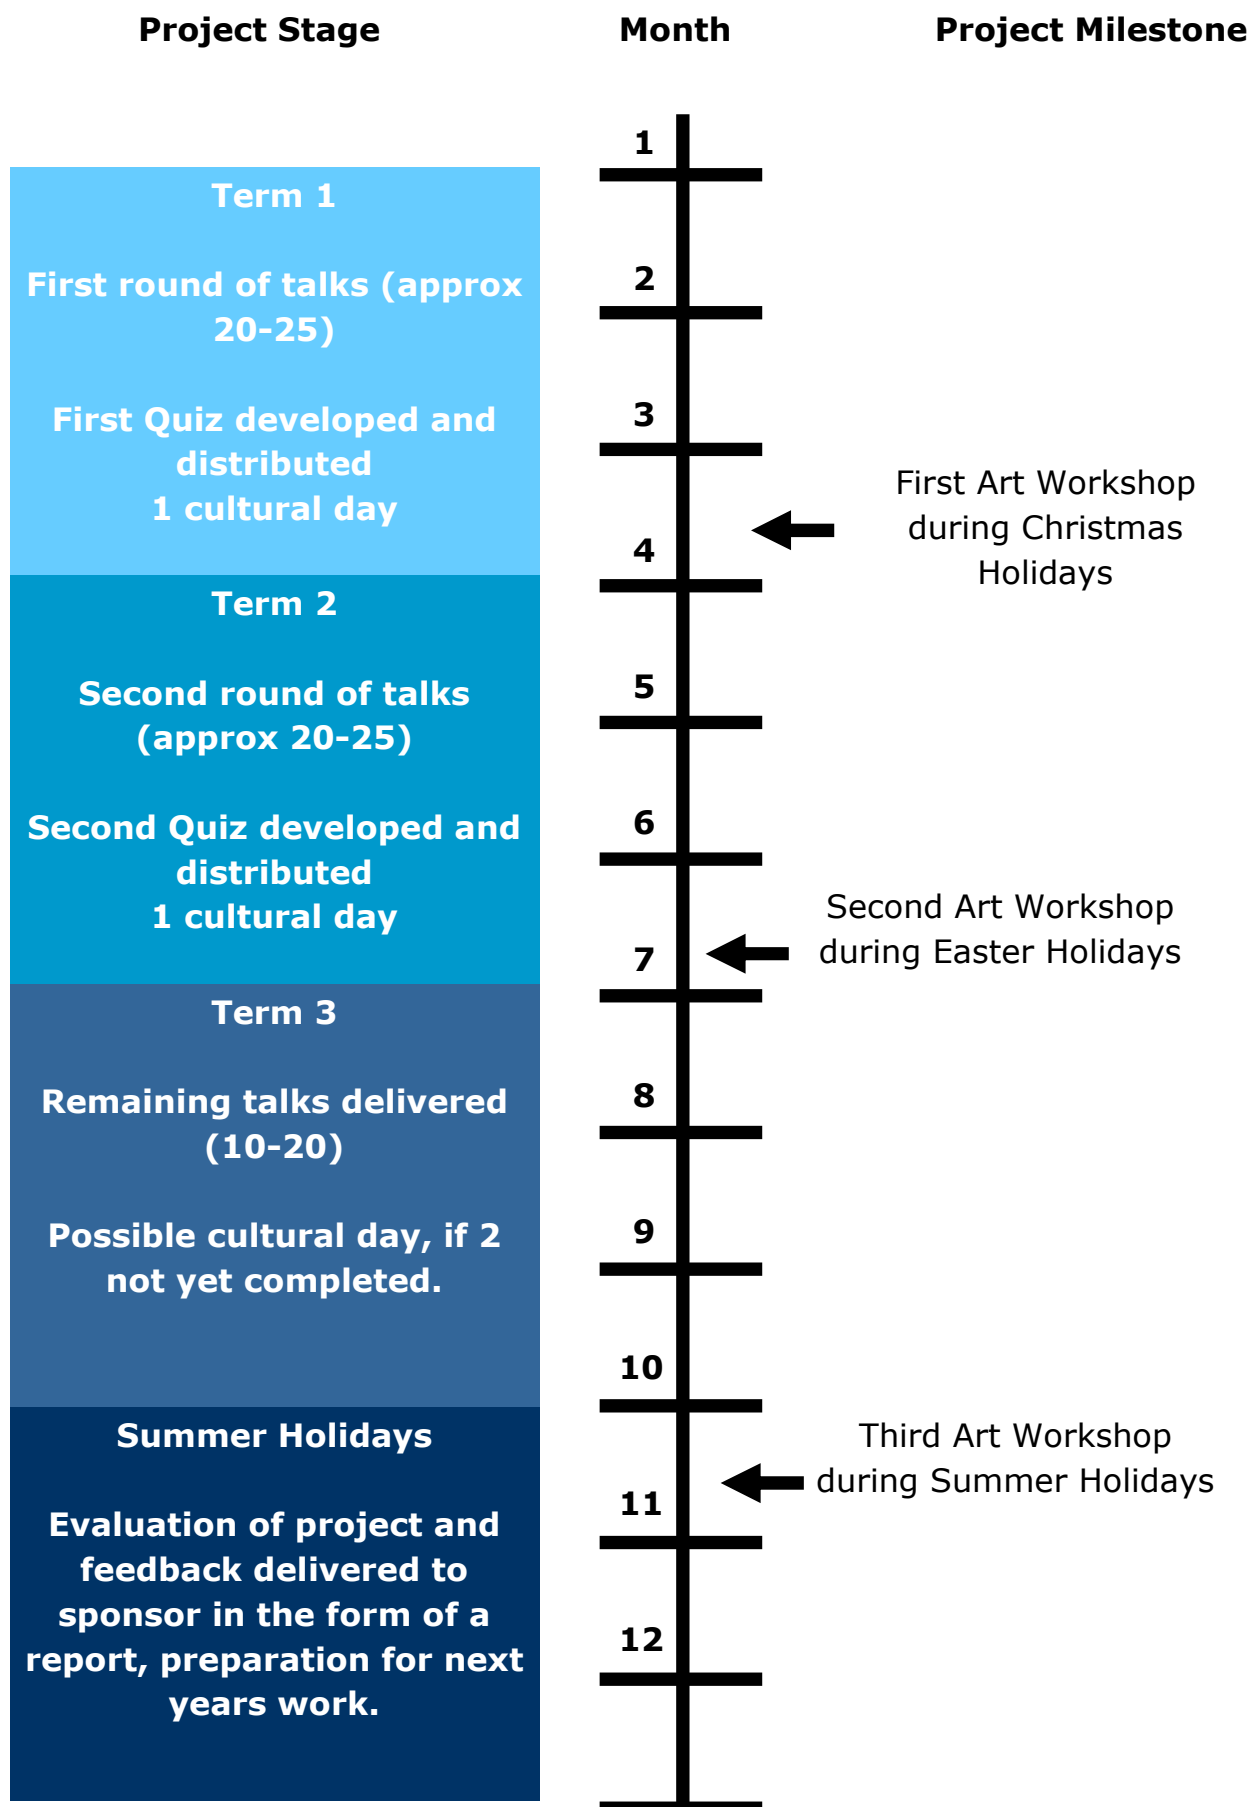 Project Stage
Month
Project Milestone
1
Term 1
First round of talks (approx
20-25)
2
First Quiz developed and
distributed
1 cultural day
3
First Art Workshop
during Christmas
Holidays
4
Term 2
Second round of talks
(approx 20-25)
5
Second Quiz developed and
distributed
1 cultural day
6
Second Art Workshop
during Easter Holidays
7
Term 3
Remaining talks delivered
(10-20)
8
Possible cultural day, if 2
not yet completed.
9
10
Summer Holidays
Third Art Workshop
during Summer Holidays
11
Evaluation of project and
feedback delivered to
sponsor in the form of a
report, preparation for next
years work.
12